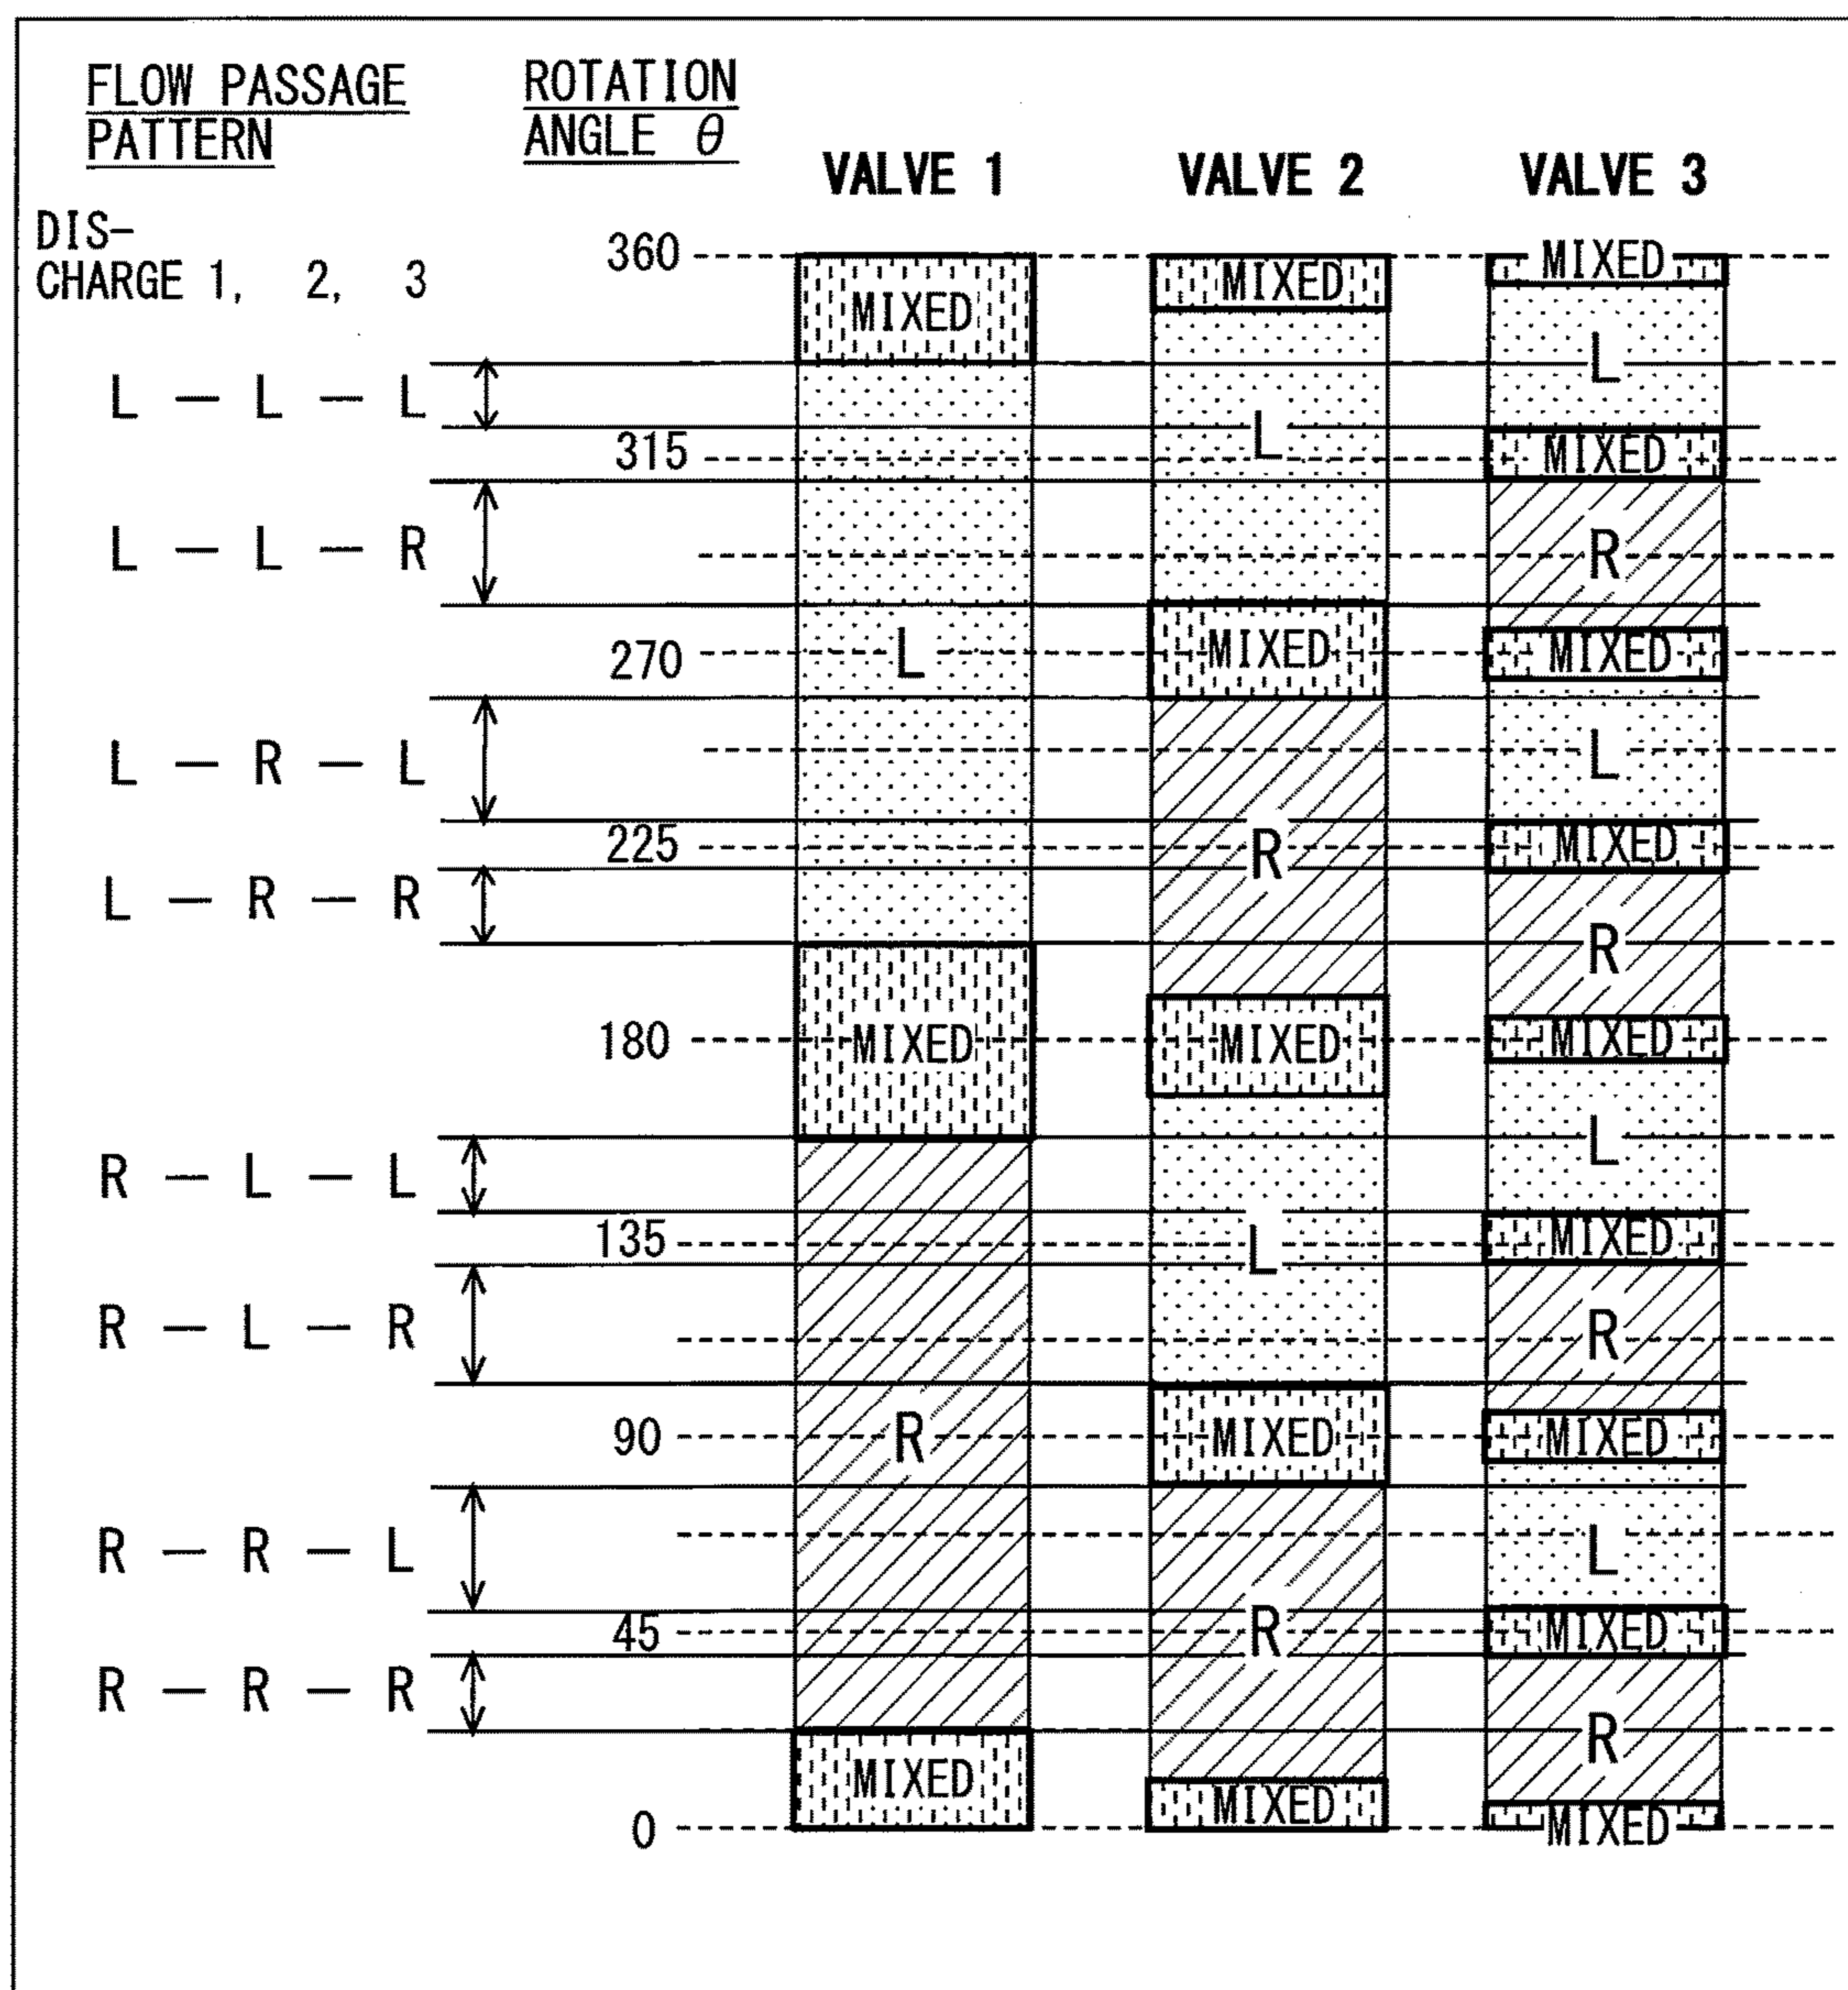 FLOW PASSAGE
PATTERN
ROTATION
ANGLE θ
VALVE 1
VALVE 2
VALVE 3
DIS-
CHARGE 1, 2, 3
360
MIXED
MIXED
MIXED
L
L — L — L
L
315
MIXED
L — L — R
R
L
270
MIXED
MIXED
L — R — L
L
225
R
MIXED
L — R — R
R
180
MIXED
MIXED
MIXED
R — L — L
L
135
L
MIXED
R — L — R
R
R
90
MIXED
MIXED
R — R — L
L
45
R
MIXED
R — R — R
R
MIXED
MIXED
MIXED
0